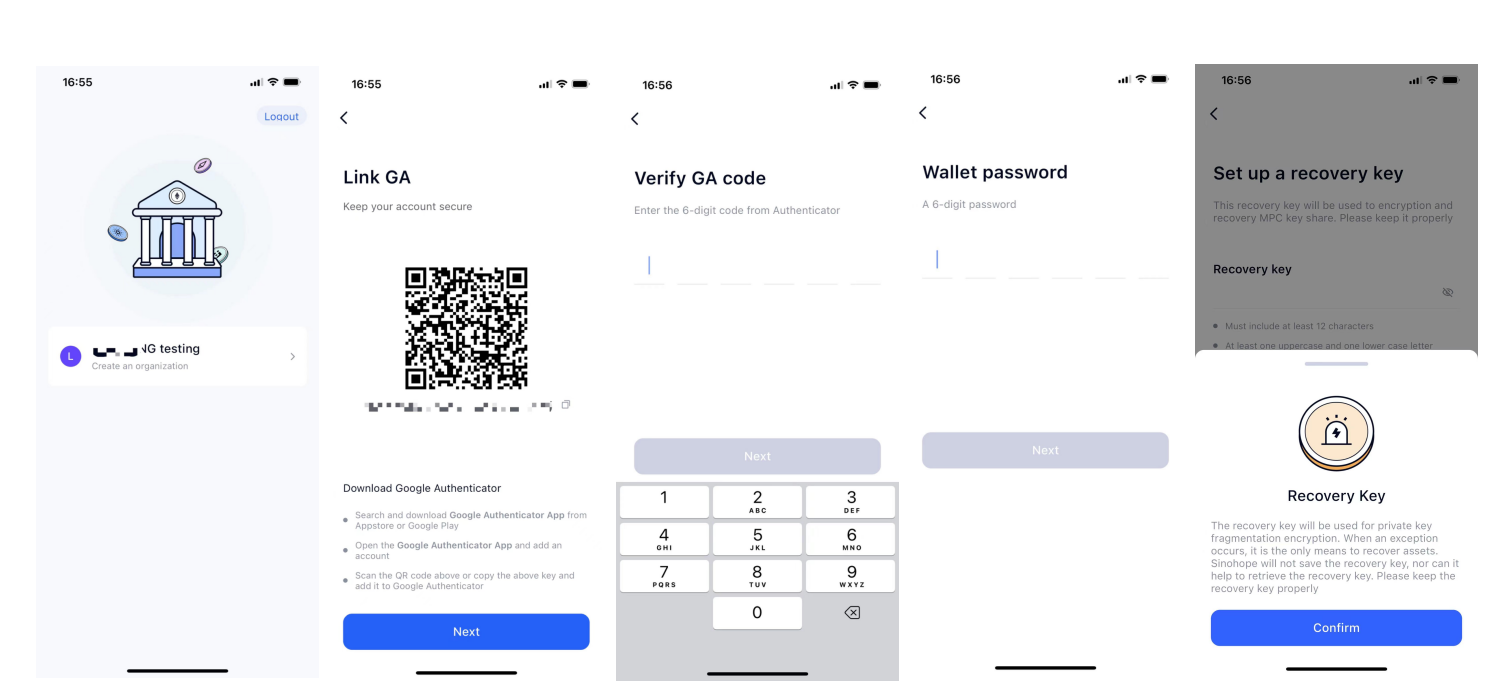 16:55
Logout
L
NG testing
Create an organization
16:55
Link GA
Keep your account secure
Download Google Authenticator
Search and download Google Authenticator App from
Appstore or Google Play
Open the Google Authenticator App and add an
account
Scan the QR code above or copy the above key and
add it to Google Authenticator
Next
16:56
Verify GA code
Enter the 6-digit code from Authenticator
Next
1
2
ABC
3
DEF
4
GHI
5
JKL
6
MNO
7
PQRS
8
TUV
9
WXYZ
0
16:56
Wallet password
A 6-digit password
Next
16:56
Set up a recovery key
This recovery key will be used to encryption and
recovery MPC key share. Please keep it properly
Recovery key
Must include at least 12 characters
At least one uppercase and one lower case letter
Recovery Key
The recovery key will be used for private key
fragmentation encryption. When an exception
occurs, it is the only means to recover assets.
Sinohope will not save the recovery key, nor can it
help to retrieve the recovery key. Please keep the
recovery key properly
Confirm